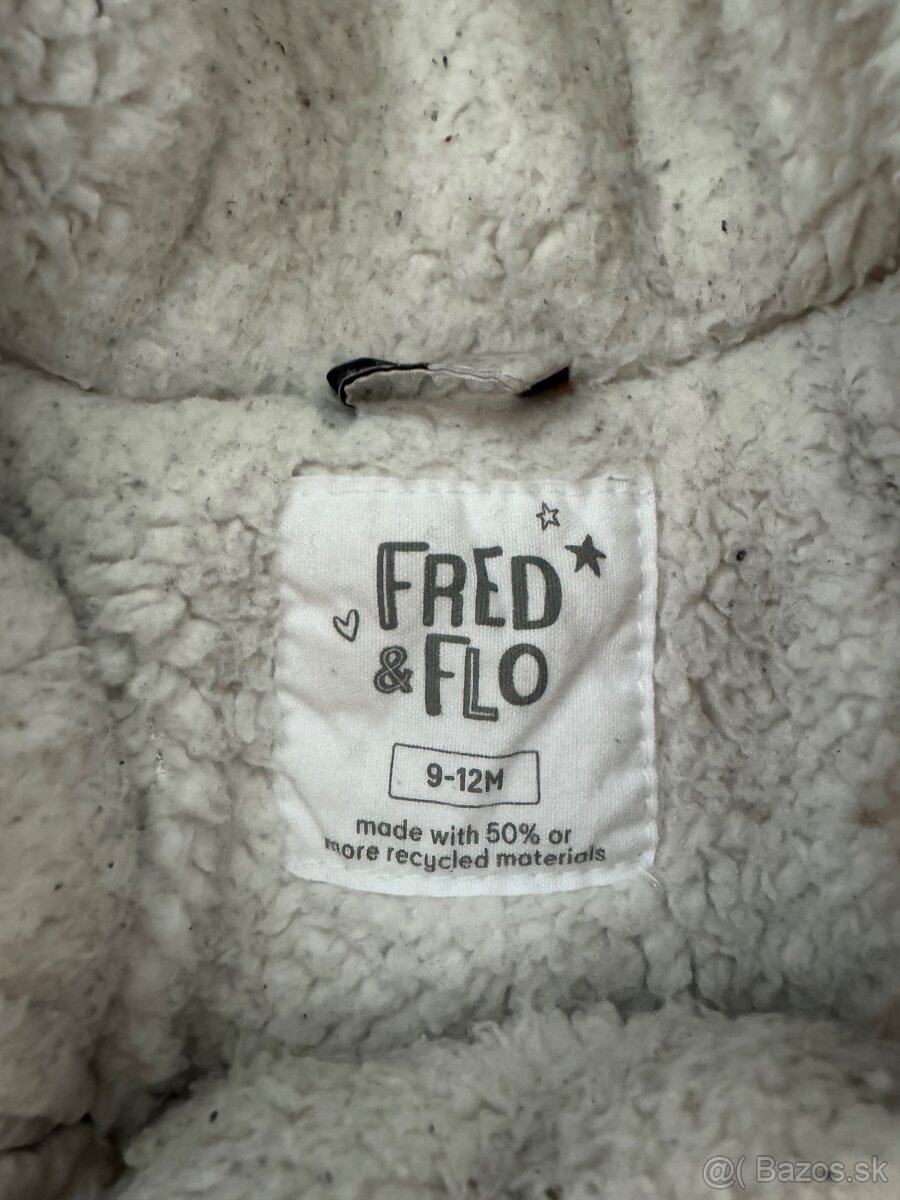 FRED
& FLO
9-12M
made with 50% or
more recycled materials
@( Bazos.sk